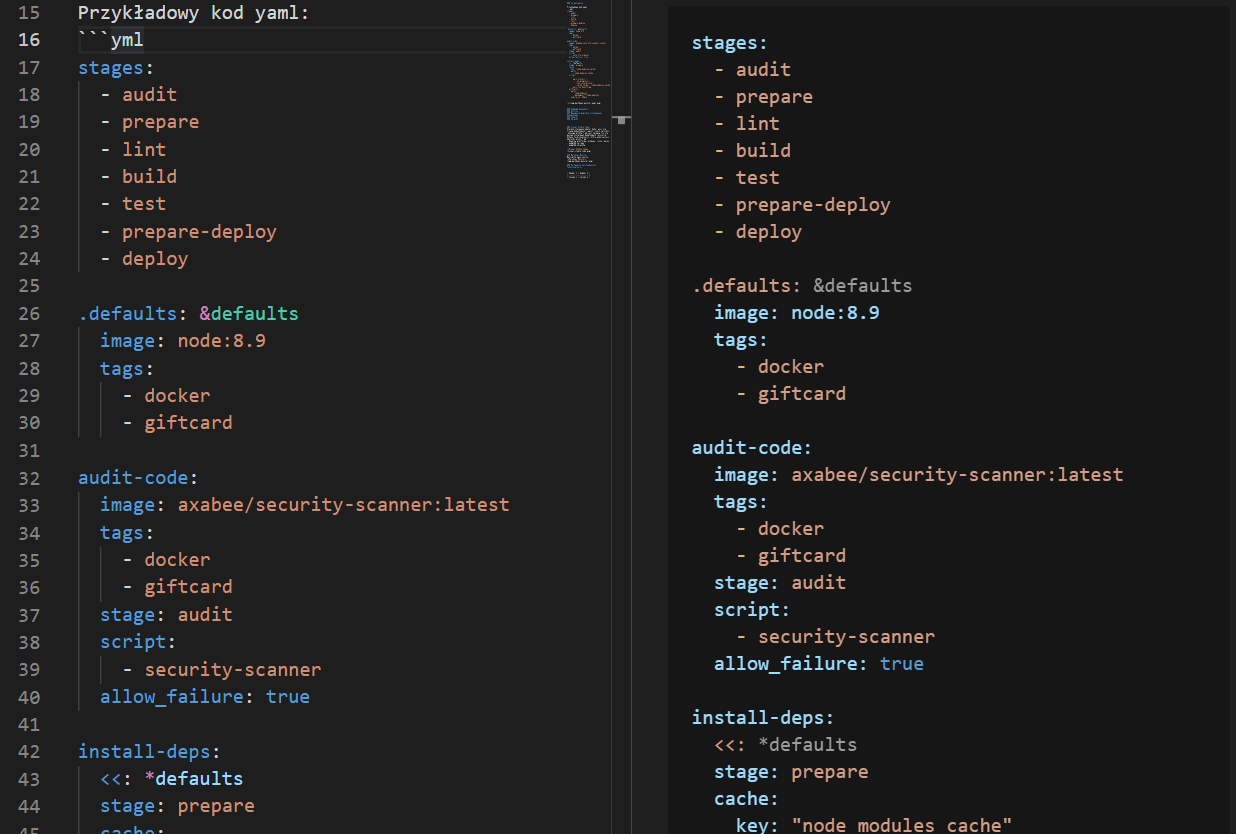 15 Przykładowy kod yaml:
16 ```yml
17 stages:
18 - audit
19 - prepare
20 - lint
21 - build
22 - test
23 - prepare-deploy
24 - deploy
25
26 .defaults: &defaults
27 image: node:8.9
28 tags:
29 - docker
30 - giftcard
31
32 audit-code:
33 image: axabee/security-scanner:latest
34 tags:
35 - docker
36 - giftcard
37 stage: audit
38 script:
39 - security-scanner
40 allow_failure: true
41
42 install-deps:
43 <<: *defaults
44 stage: prepare
45 cache:
stages:
- audit
- prepare
- lint
- build
- test
- prepare-deploy
- deploy
.defaults: &defaults
image: node:8.9
tags:
- docker
- giftcard
audit-code:
image: axabee/security-scanner:latest
tags:
- docker
- giftcard
stage: audit
script:
- security-scanner
allow_failure: true
install-deps:
<<: *defaults
stage: prepare
cache:
key: "node_modules_cache"